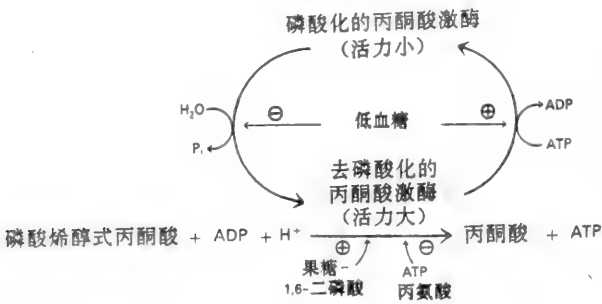 磷酸化的丙酮酸激酶
（活力小）
H₂O
⊖
低血糖
⊕
ADP
Pi
ATP
去磷酸化的
丙酮酸激酶
（活力大）
磷酸烯醇式丙酮酸 + ADP + H⁺
丙酮酸 + ATP
⊕
⊖
果糖-
1,6-二磷酸
ATP
丙氨酸